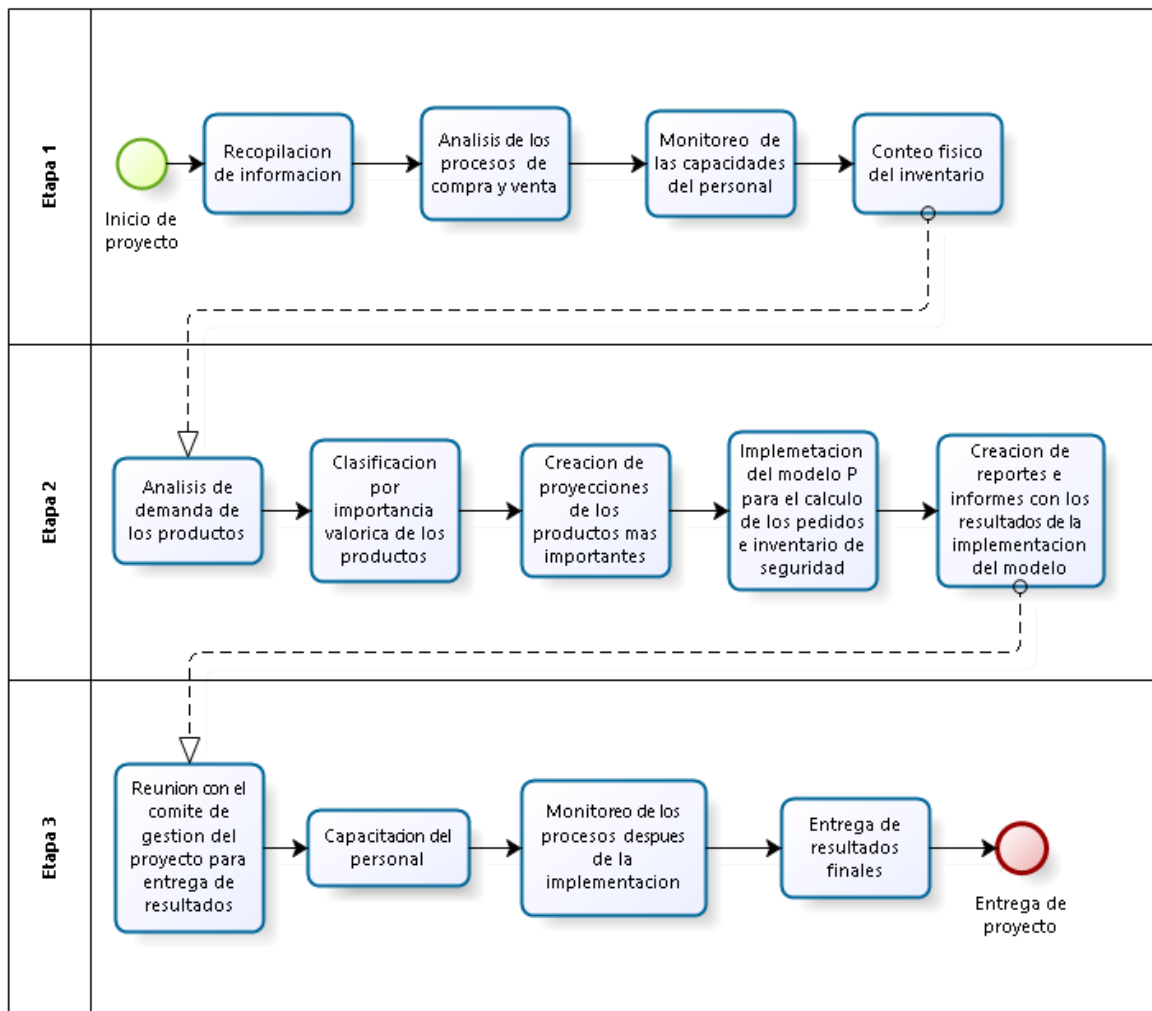 Etapa 1
Inicio de
proyecto
Recopilacion
de informacion
Analisis de los
procesos de
compra y venta
Monitoreo de
las capacidades
del personal
Conteo fisico
del inventario
Etapa 2
Analisis de
demanda de
los productos
Clasificacion
por
importancia
valorica de los
productos
Creacion de
proyecciones
de los
productos mas
importantes
Implemetacion
del modelo P
para el calculo
de los pedidos
e inventario de
seguridad
Creacion de
reportes e
informes con los
resultados de la
implementacion
del modelo
Etapa 3
Reunion con el
comite de
gestion del
proyecto para
entrega de
resultados
Capacitacion del
personal
Monitoreo de los
procesos despues
de la
implementacion
Entrega de
resultados
finales
Entrega de
proyecto